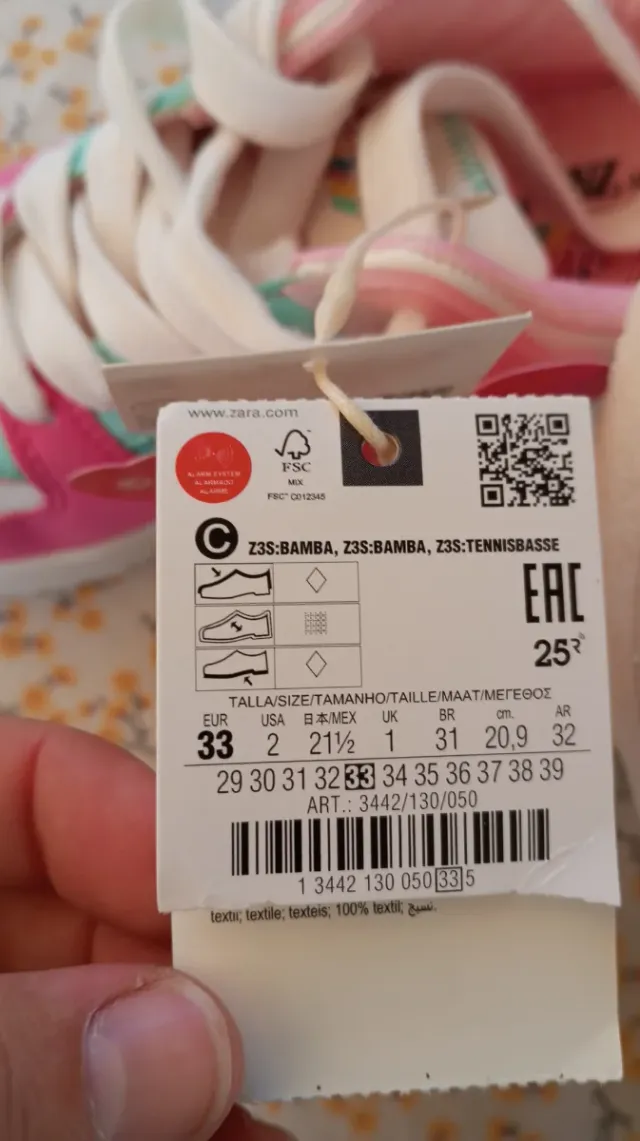 www.zara.com
FSC
MIX
FSC™ C012345
C Z3S:BAMBA, Z3S:BAMBA, Z3S:TENNISBASSE
EAC
25
TALLA/SIZE/TAMANHO/TAILLE/MAAT/ΜΕΓΕΘΟΣ
EUR USA 日本/MEX UK BR cm. AR
33 2 21½ 1 31 20,9 32
29 30 31 32 33 34 35 36 37 38 39
ART.: 3442/130/050
1 3442 130 050 33 5
textil; textile; texteis; 100% textil; نسيج.